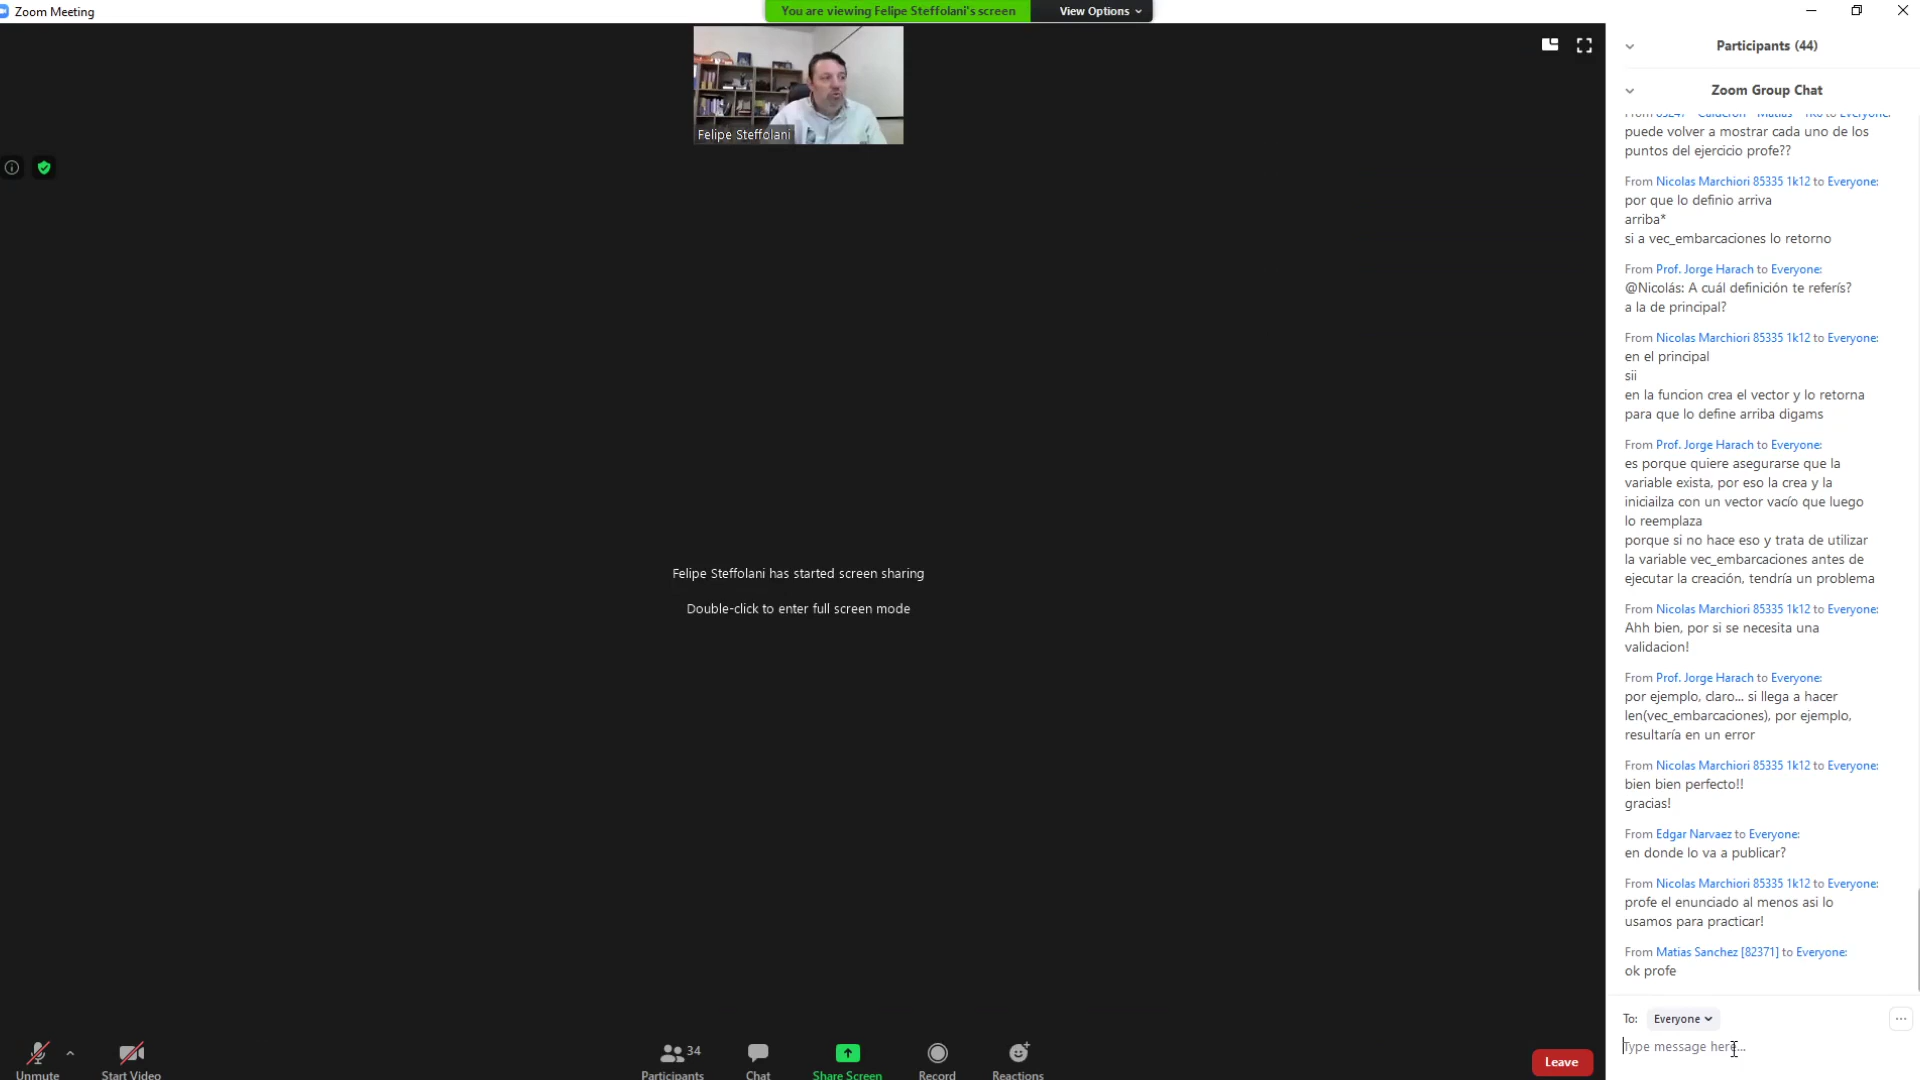 Zoom Meeting
You are viewing Felipe Steffolani's screen
View Options
Felipe Steffolani
Felipe Steffolani has started screen sharing
Double-click to enter full screen mode
Participants (44)
Zoom Group Chat
puede volver a mostrar cada uno de los
puntos del ejercicio profe??
From Nicolas Marchiori 85335 1k12 to Everyone:
por que lo definio arriva
arriba*
si a vec_embarcaciones lo retorno
From Prof. Jorge Harach to Everyone:
@Nicolás: A cuál definición te referís?
a la de principal?
From Nicolas Marchiori 85335 1k12 to Everyone:
en el principal
sii
en la funcion crea el vector y lo retorna
para que lo define arriba digams
From Prof. Jorge Harach to Everyone:
es porque quiere asegurarse que la
variable exista, por eso la crea y la
iniciailza con un vector vacío que luego
lo reemplaza
porque si no hace eso y trata de utilizar
la variable vec_embarcaciones antes de
ejecutar la creación, tendría un problema
From Nicolas Marchiori 85335 1k12 to Everyone:
Ahh bien, por si se necesita una
validacion!
From Prof. Jorge Harach to Everyone:
por ejemplo, claro... si llega a hacer
len(vec_embarcaciones), por ejemplo,
resultaría en un error
From Nicolas Marchiori 85335 1k12 to Everyone:
bien bien perfecto!!
gracias!
From Edgar Narvaez to Everyone:
en donde lo va a publicar?
From Nicolas Marchiori 85335 1k12 to Everyone:
profe el enunciado al menos asi lo
usamos para practicar!
From Matias Sanchez [82371] to Everyone:
ok profe
To: Everyone
Type message here...
Unmute
Start Video
34
Participants
Chat
Share Screen
Record
Reactions
Leave